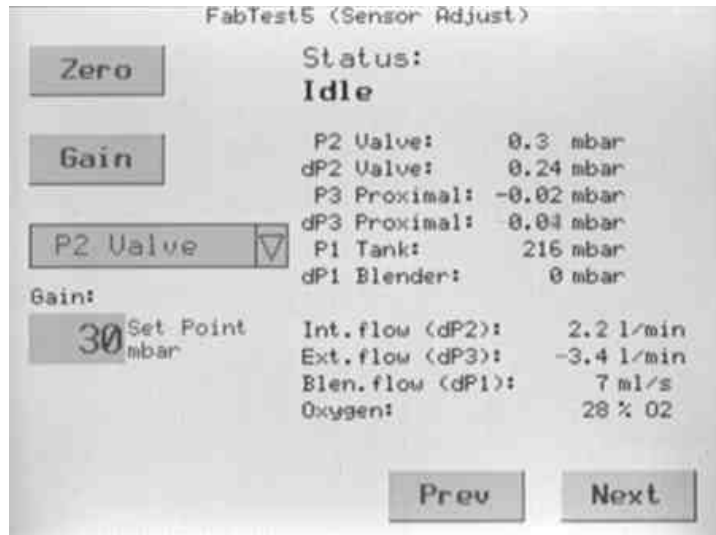 FabTest5 (Sensor Adjust)
Zero
Status:
Idle
Gain
P2 Valve: 0.3 mbar
dP2 Valve: 0.24 mbar
P3 Proximal: -0.02 mbar
dP3 Proximal: 0.04 mbar
P1 Tank: 216 mbar
dP1 Blender: 0 mbar
P2 Valve
Gain:
30 Set Point
mbar
Int.flow (dP2): 2.2 l/min
Ext.flow (dP3): -3.4 l/min
Blen.flow (dP1): 7 ml/s
Oxygen: 28 % O2
Prev
Next